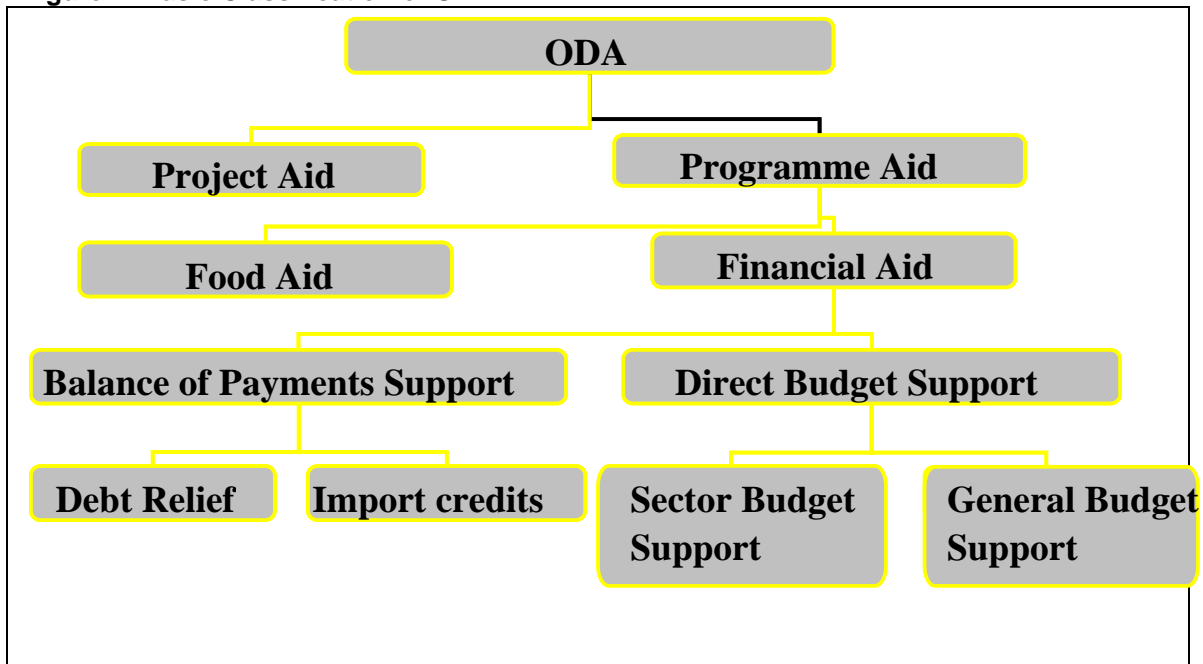 ODA
Project Aid
Programme Aid
Food Aid
Financial Aid
Balance of Payments Support
Direct Budget Support
Debt Relief
Import credits
Sector Budget
Support
General Budget
Support